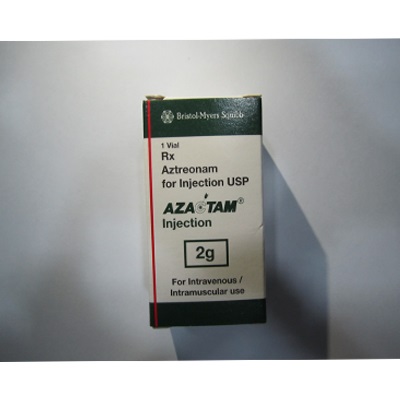 Bristol-Myers Squibb
1 Vial
Rx
Aztreonam
for Injection USP
AZACTAM®
Injection
2g
For Intravenous /
Intramuscular use